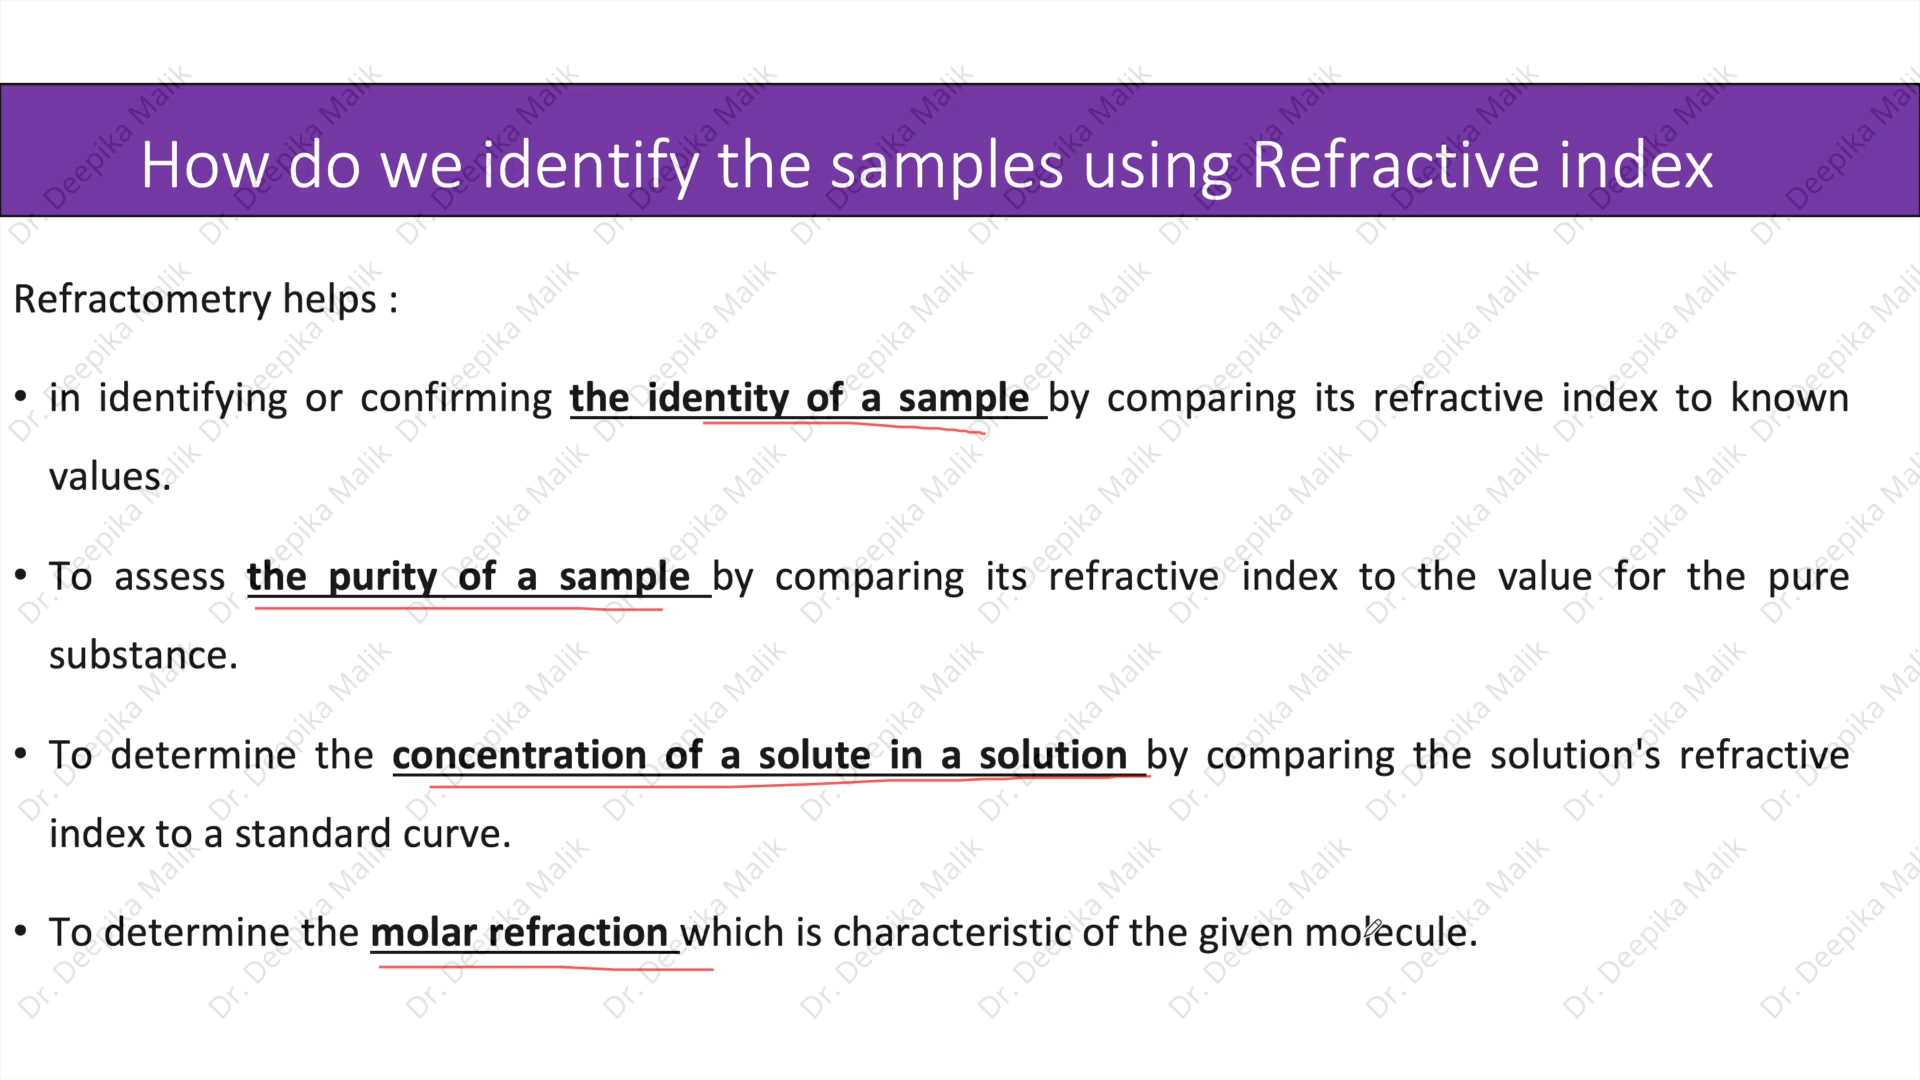 How do we identify the samples using Refractive index
Refractometry helps :
• in identifying or confirming the identity of a sample by comparing its refractive index to known
values.
• To assess the purity of a sample by comparing its refractive index to the value for the pure
substance.
• To determine the concentration of a solute in a solution by comparing the solution's refractive
index to a standard curve.
• To determine the molar refraction which is characteristic of the given molecule.
Dr. Deepika Malik